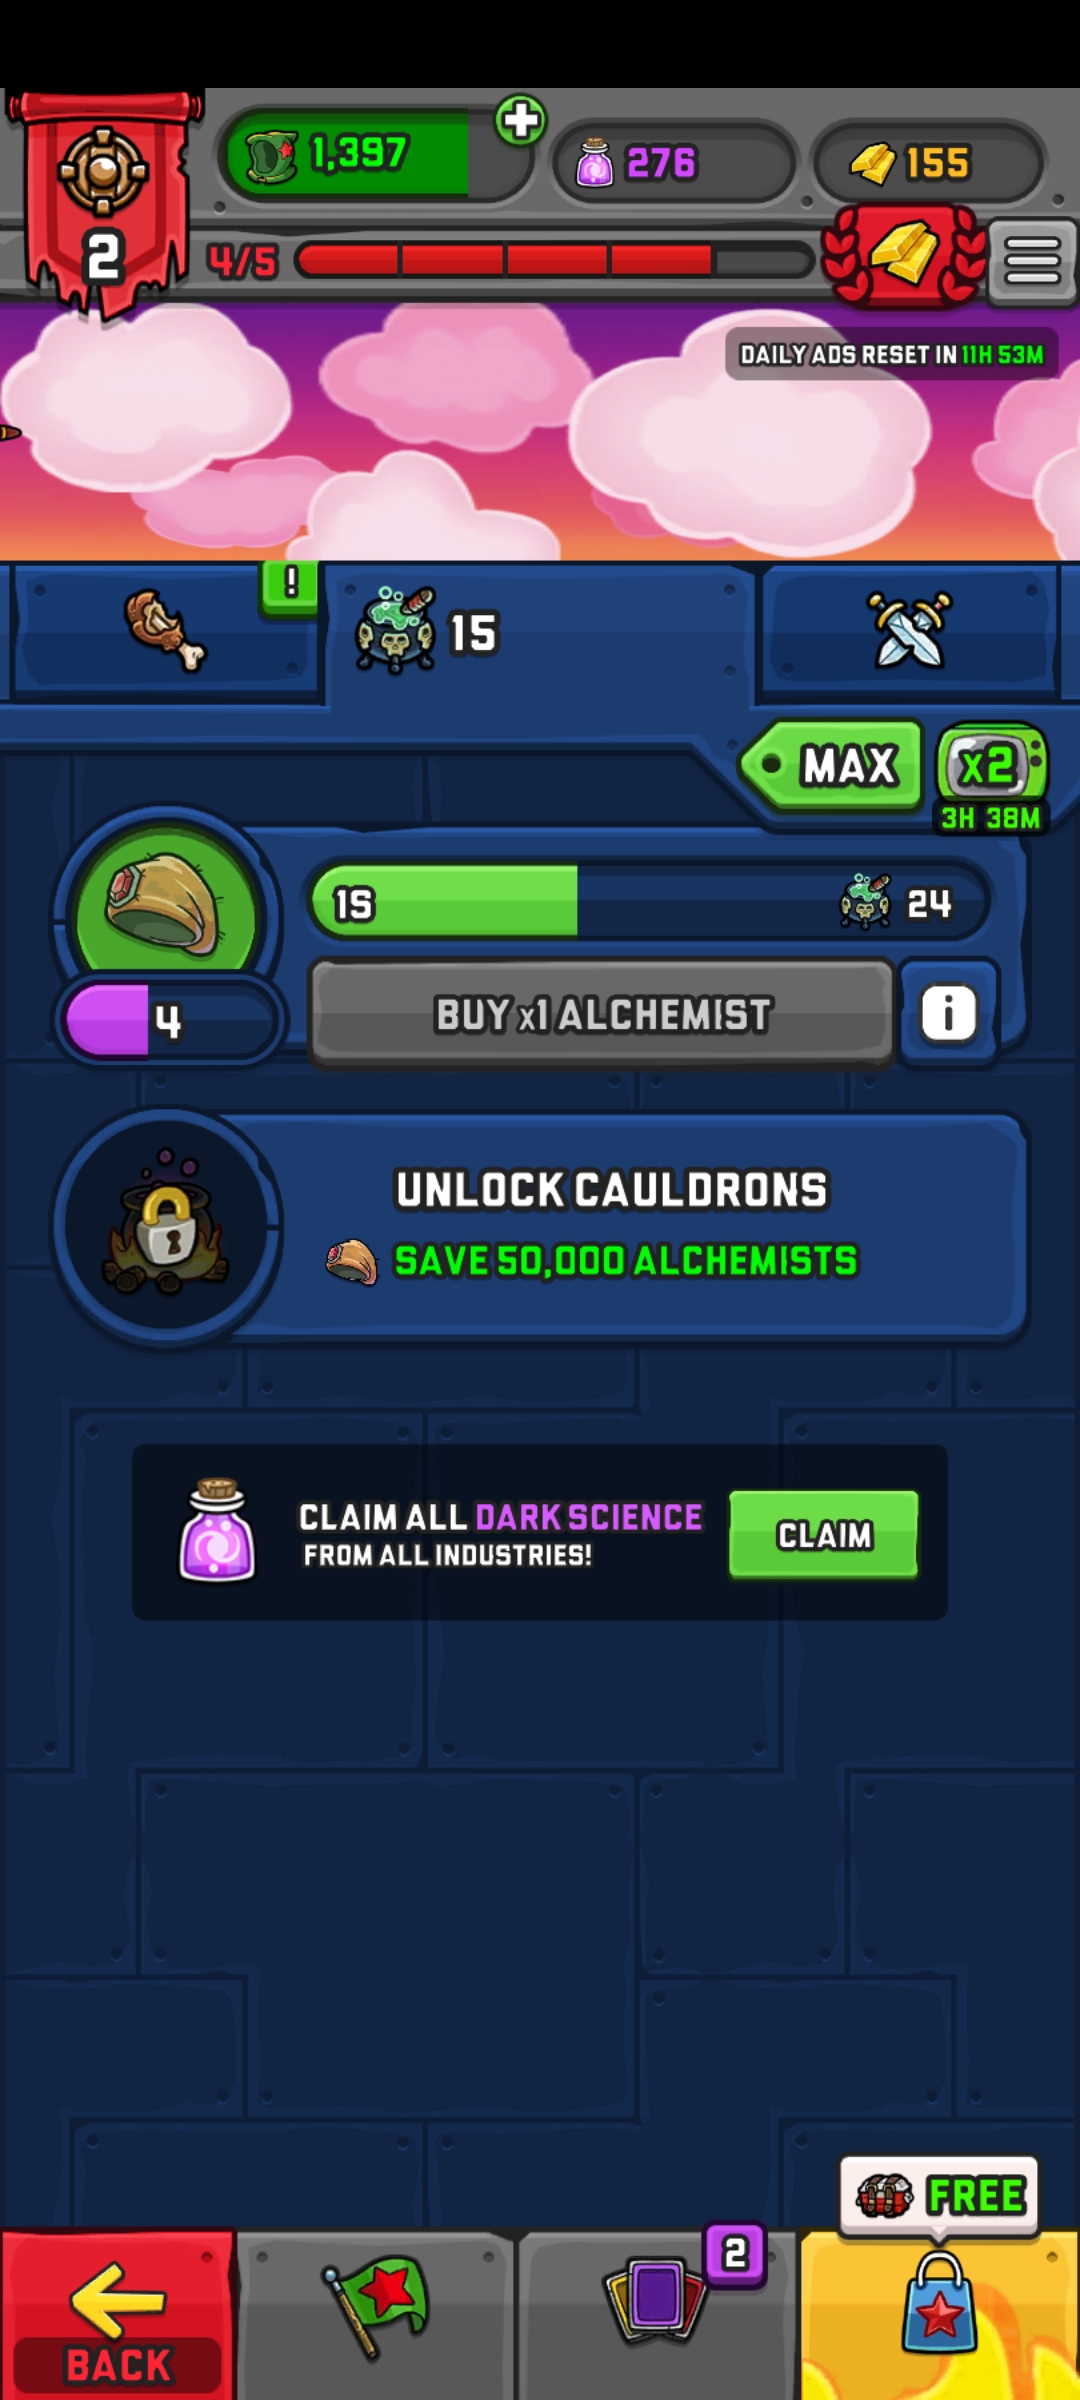 1,397
276
155
2
4/5
DAILY ADS RESET IN 11H 53M
!
15
MAX
x2
3H 38M
1S
24
4
BUY x1 ALCHEMIST
i
UNLOCK CAULDRONS
SAVE 50,000 ALCHEMISTS
CLAIM ALL DARK SCIENCE
FROM ALL INDUSTRIES!
CLAIM
FREE
2
BACK